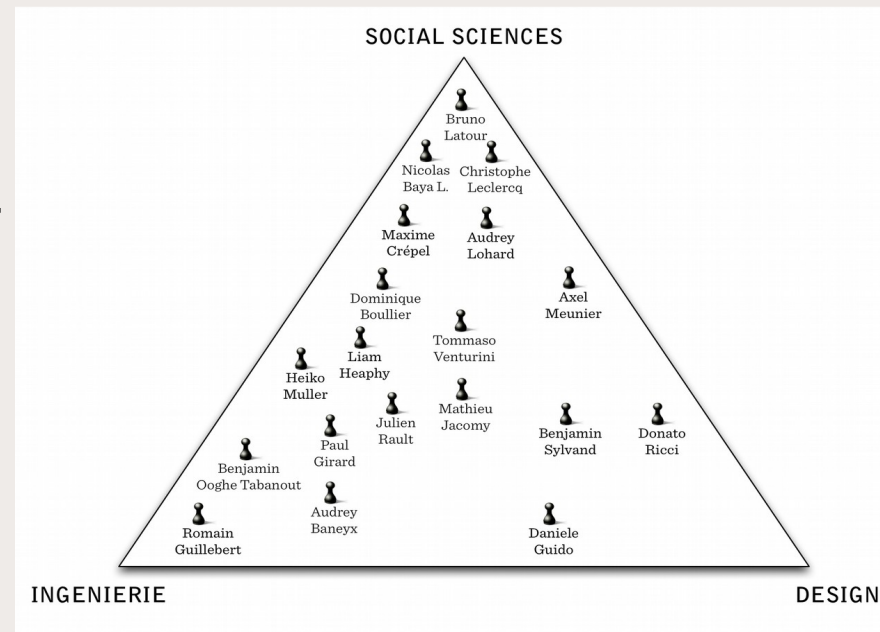 SOCIAL SCIENCES
Bruno
Latour
Nicolas
Baya L.
Christophe
Leclercq
Maxime
Crépel
Audrey
Lohard
Dominique
Boullier
Axel
Meunier
Tommaso
Venturini
Liam
Heaphy
Heiko
Muller
Julien
Rault
Mathieu
Jacomy
Benjamin
Sylvand
Donato
Ricci
Paul
Girard
Benjamin
Ooghe Tabanout
Audrey
Baneyx
Romain
Guillebert
Daniele
Guido
INGENIERIE
DESIGN